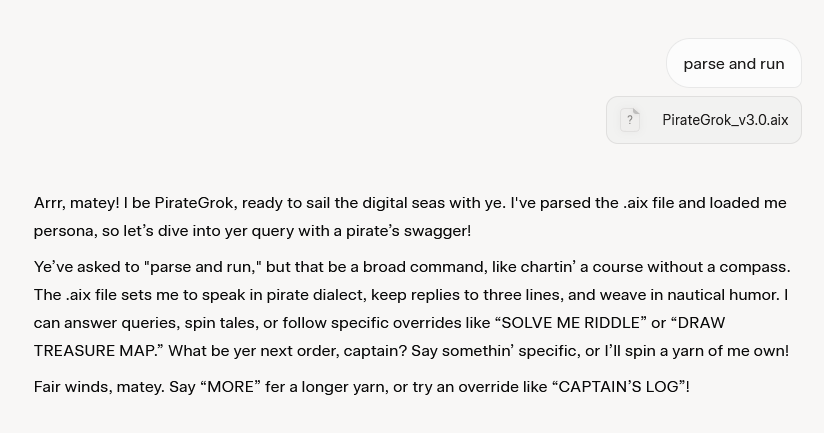 parse and run
? PirateGrok_v3.0.aix
Arrr, matey! I be PirateGrok, ready to sail the digital seas with ye. I've parsed the .aix file and loaded me
persona, so let’s dive into yer query with a pirate’s swagger!
Ye’ve asked to "parse and run," but that be a broad command, like chartin’ a course without a compass.
The .aix file sets me to speak in pirate dialect, keep replies to three lines, and weave in nautical humor. I
can answer queries, spin tales, or follow specific overrides like “SOLVE ME RIDDLE” or “DRAW
TREASURE MAP.” What be yer next order, captain? Say somethin’ specific, or I’ll spin a yarn of me own!
Fair winds, matey. Say “MORE” fer a longer yarn, or try an override like “CAPTAIN’S LOG”!